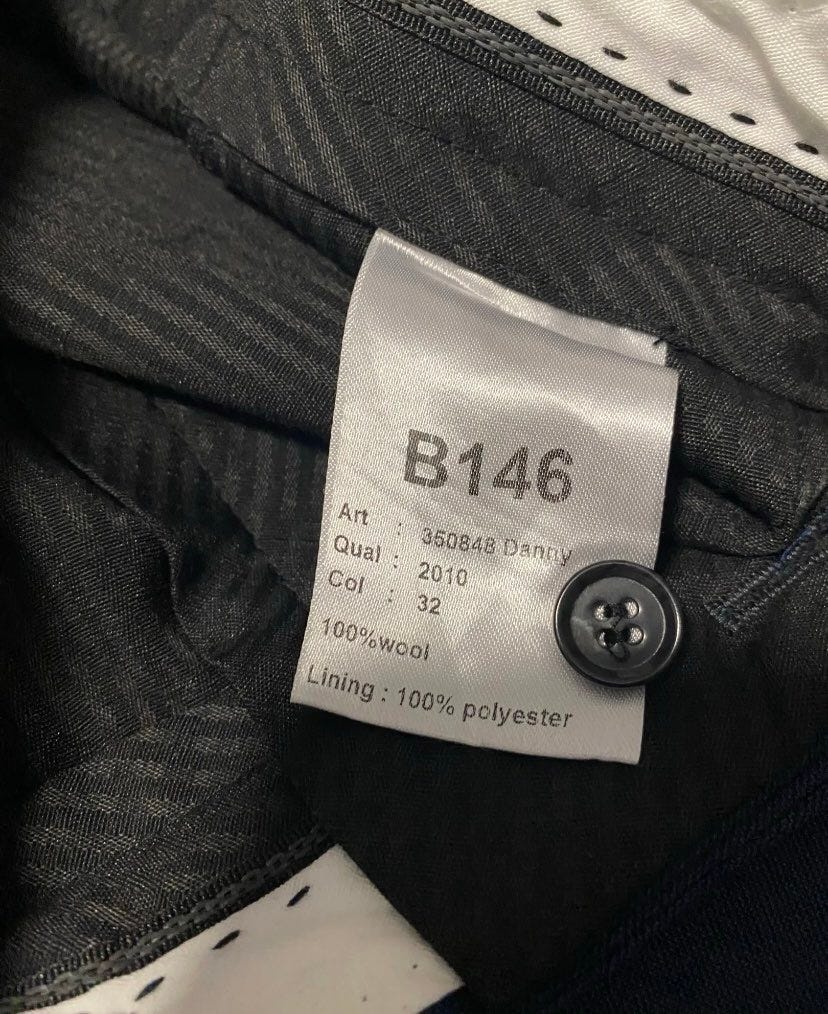 B146
Art : 350848 Danny
Qual : 2010
Col : 32
100%wool
Lining : 100% polyester